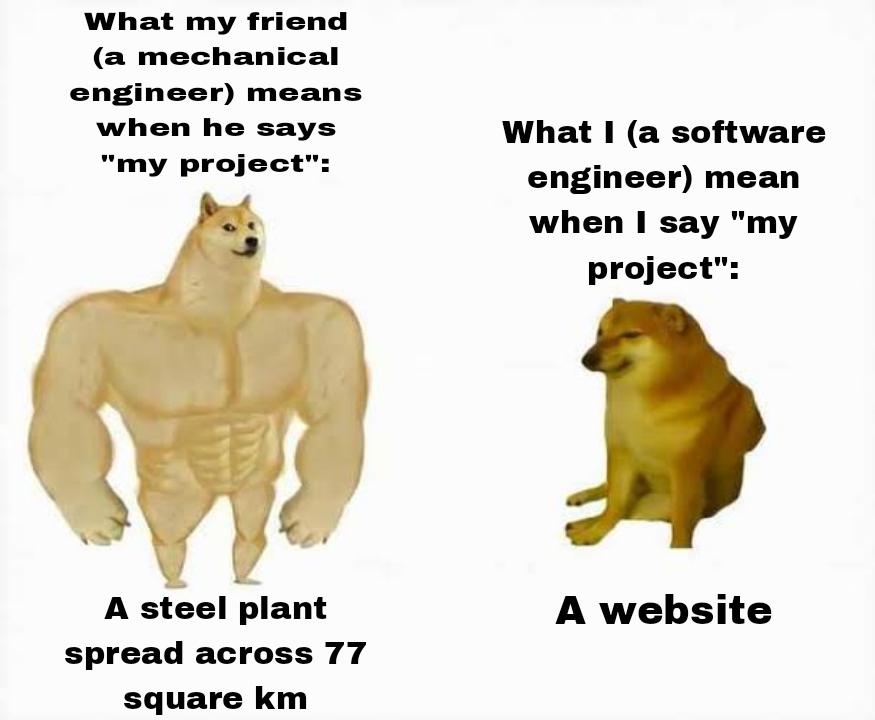 What my friend
(a mechanical
engineer) means
when he says
"my project":
A steel plant
spread across 77
square km
What I (a software
engineer) mean
when I say "my
project":
A website